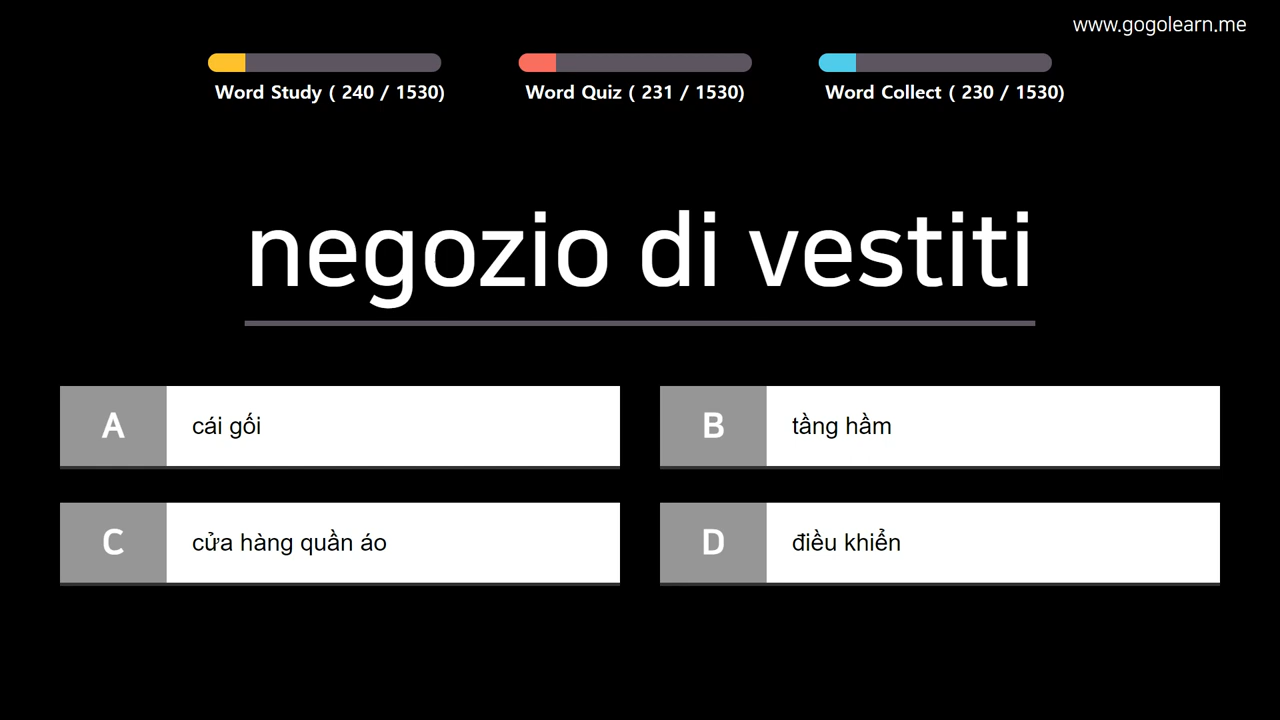 www.gogolearn.me
Word Study ( 240 / 1530)
Word Quiz ( 231 / 1530)
Word Collect ( 230 / 1530)
negozio di vestiti
A
cái gối
B
tầng hầm
C
cửa hàng quần áo
D
điều khiển